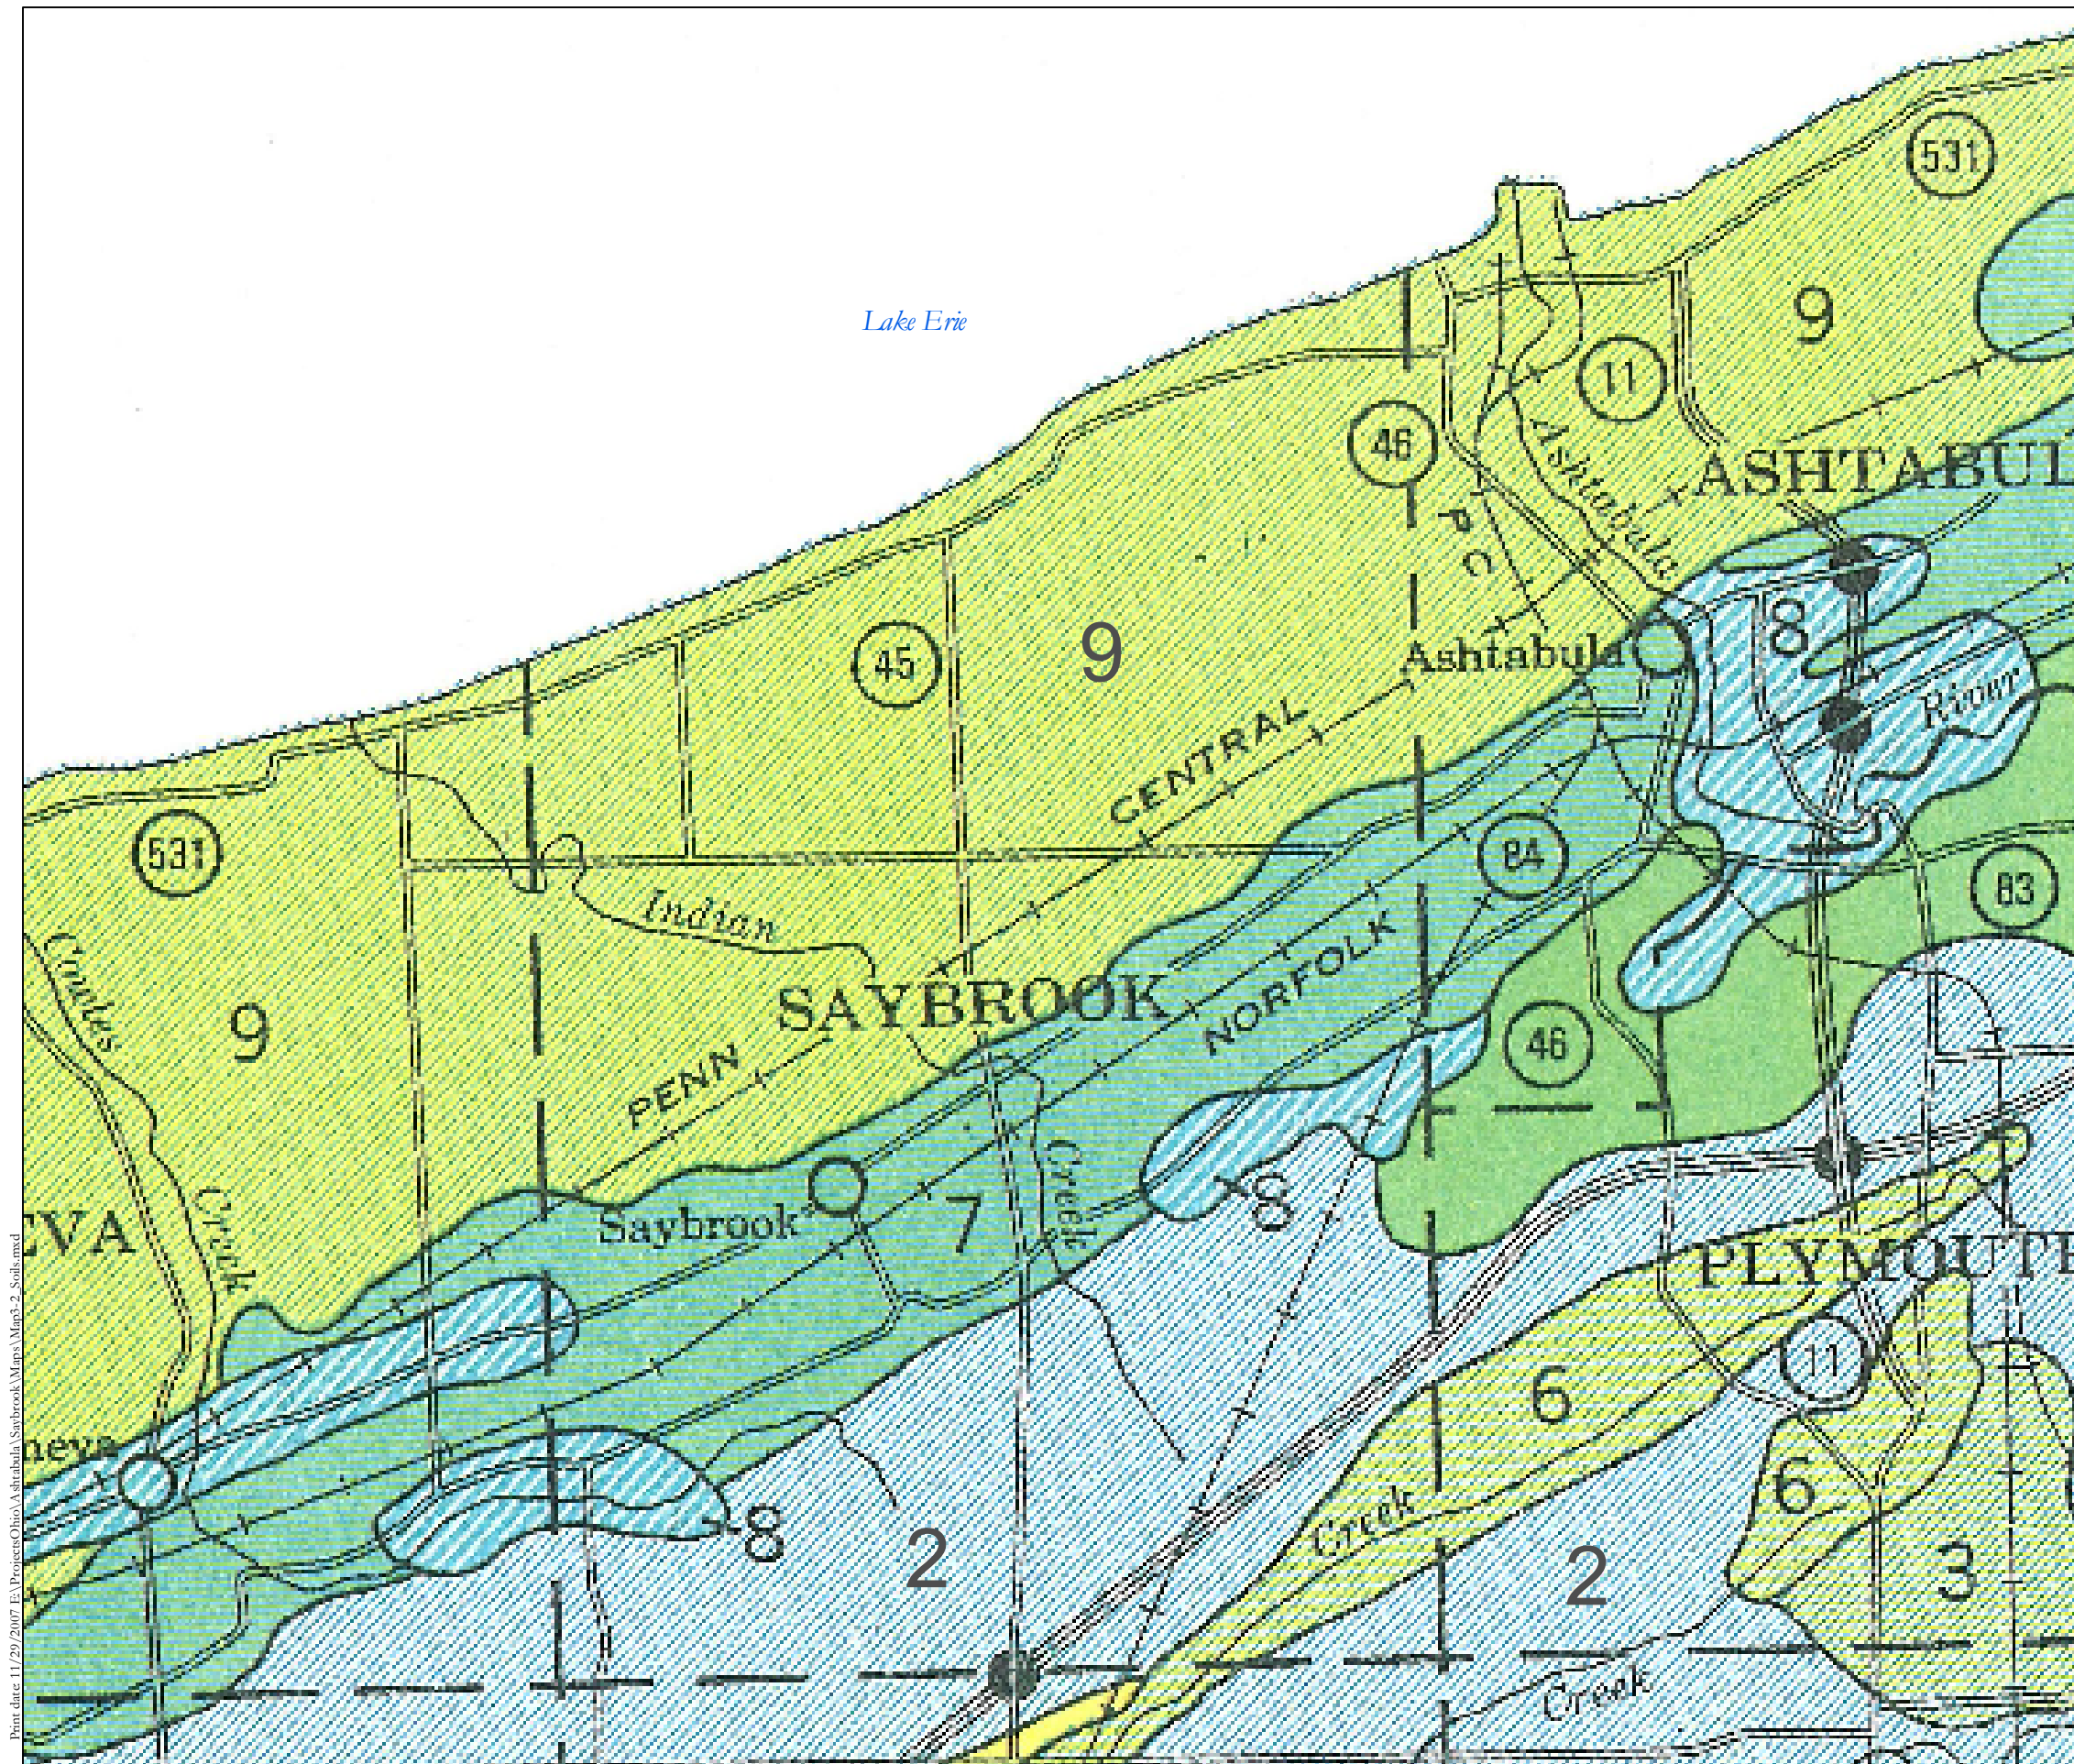 531
Lake Erie
9
11
46
ASHTABUL
Ashtabula
P C
8
45
9
Ashtabula
River
CENTRAL
531
84
83
Indian
NORFOLK
Cowles
SAYBROOK
9
46
PENN
Creek
8
Creek
7
Saybrook
EVA
PLYMOUTH
11
6
neva
6
Creek
8
2
2
3
Creek
Print date: 11/29/2007 E:\Projects\Ohio\Ashtabula\Saybrook\Maps\Map3-2_Soils.mxd